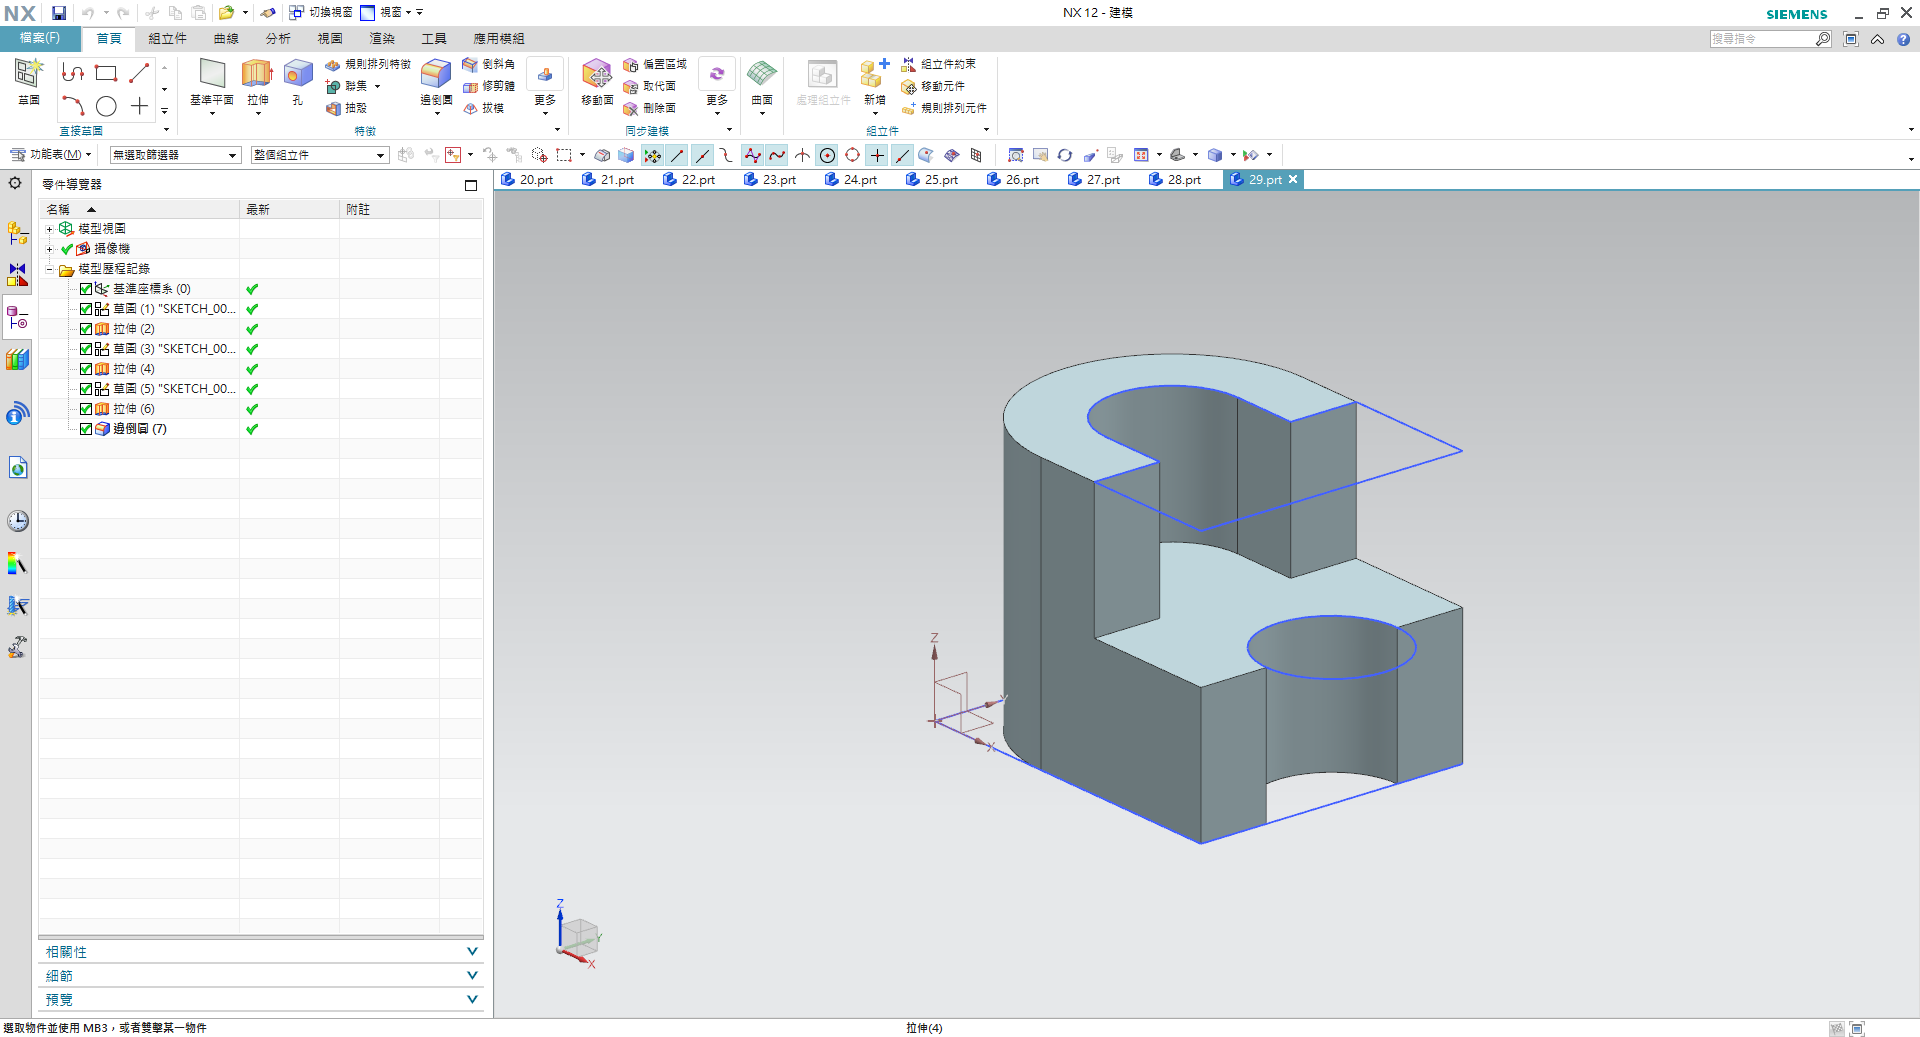 NX
切換視窗
視窗
NX 12 - 建模
SIEMENS
檔案(F)
首頁
組立件
曲線
分析
視圖
渲染
工具
應用模組
搜尋指令
草圖
直接草圖
基準平面
拉伸
孔
規則排列特徵
聯集
抽殼
邊倒圓
倒斜角
修剪體
拔模
更多
特徵
移動面
偏置區域
取代面
刪除面
更多
同步建模
曲面
處理組立件
新增
組立件約束
移動元件
規則排列元件
組立件
功能表(M)
無選取篩選器
整個組立件
零件導覽器
20.prt
21.prt
22.prt
23.prt
24.prt
25.prt
26.prt
27.prt
28.prt
29.prt
名稱
最新
附註
模型視圖
攝像機
模型歷程記錄
基準座標系 (0)
草圖 (1) "SKETCH_00...
拉伸 (2)
草圖 (3) "SKETCH_00...
拉伸 (4)
草圖 (5) "SKETCH_00...
拉伸 (6)
邊倒圓 (7)
Z
Y
X
Z
Y
X
相關性
細節
預覽
選取物件並使用 MB3，或者雙擊某一物件
拉伸(4)